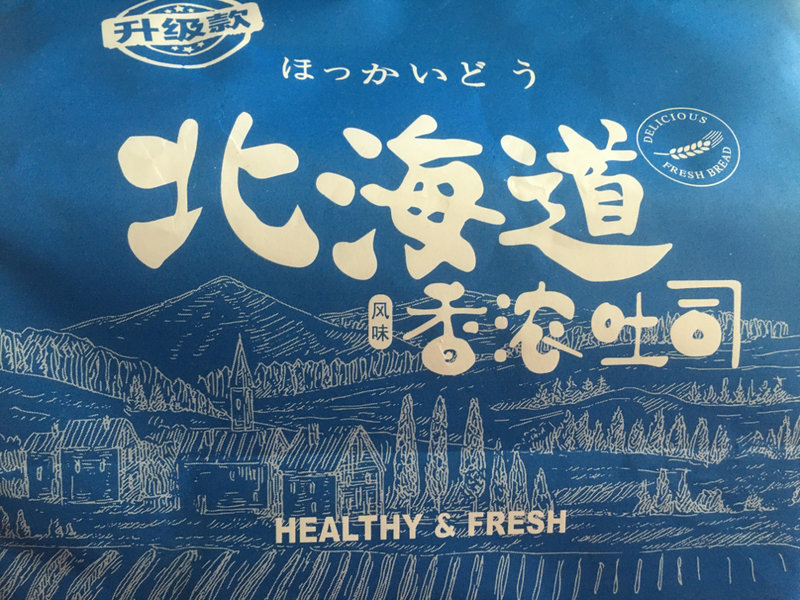 升级款
ほっかいどう
北海道
DELICIOUS
FRESH BREAD
风味
香浓吐司
HEALTHY & FRESH